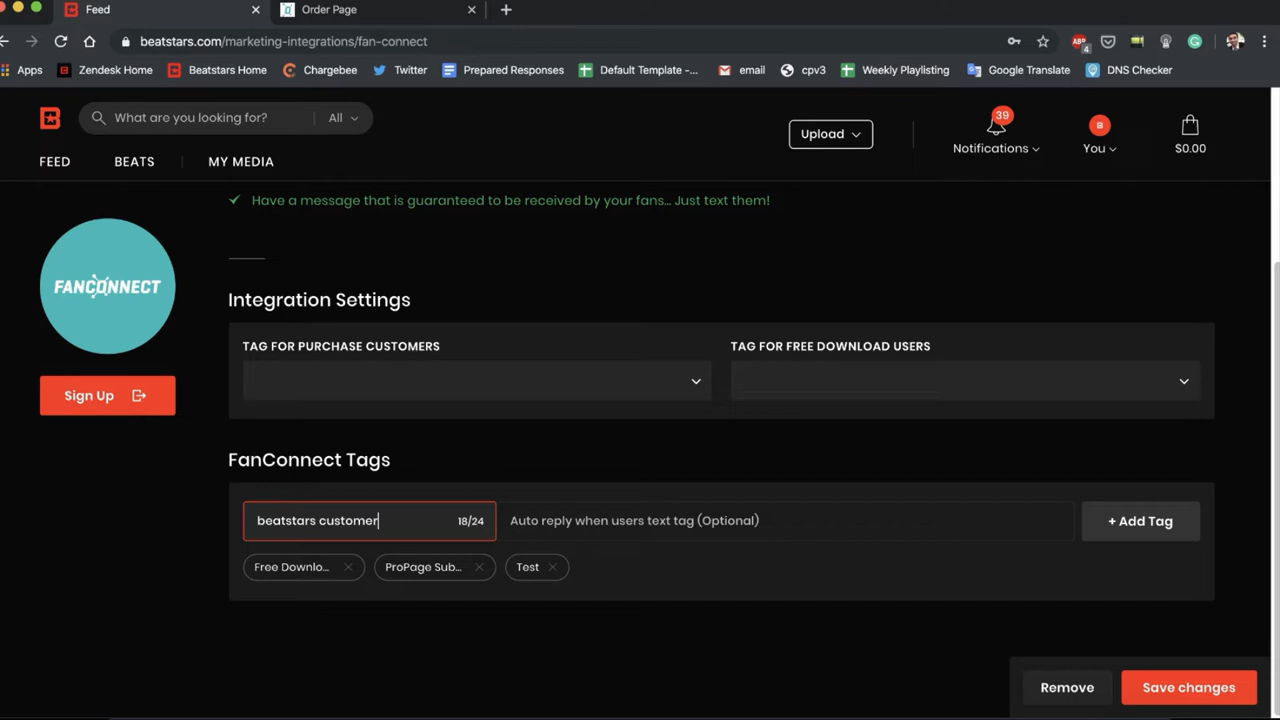 Feed
Order Page
beatstars.com/marketing-integrations/fan-connect
4
Apps
Zendesk Home
Beatstars Home
Chargebee
Twitter
Prepared Responses
Default Template -...
email
cpv3
Weekly Playlisting
Google Translate
DNS Checker
What are you looking for?
All
Upload
39
Notifications
B
You
$0.00
FEED
BEATS
MY MEDIA
Have a message that is guaranteed to be received by your fans... Just text them!
FANCONNECT
Sign Up
Integration Settings
TAG FOR PURCHASE CUSTOMERS
TAG FOR FREE DOWNLOAD USERS
FanConnect Tags
beatstars customer
18/24
Auto reply when users text tag (Optional)
+ Add Tag
Free Downlo...
ProPage Sub...
Test
Remove
Save changes